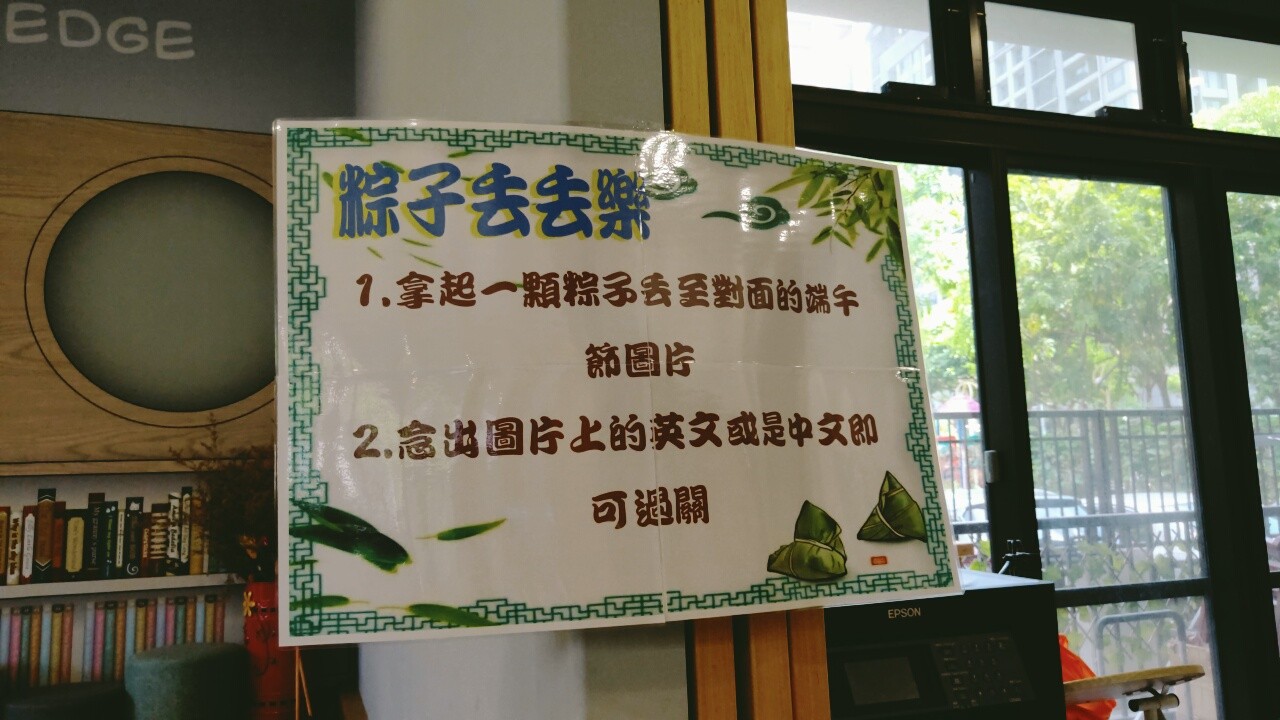 EDGE
粽子丟丟樂
1.拿起一顆粽子丟至對面的端午
節圖片
2.念出圖片上的英文或是中文即
可過關
EPSON